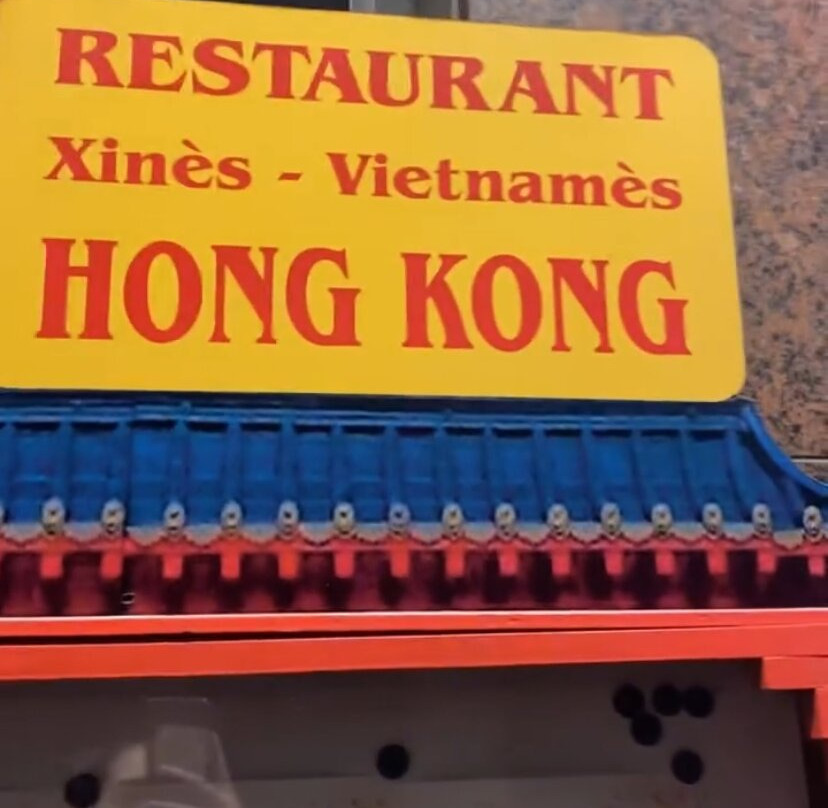 RESTAURANT
Xinès - Vietnamès
HONG KONG